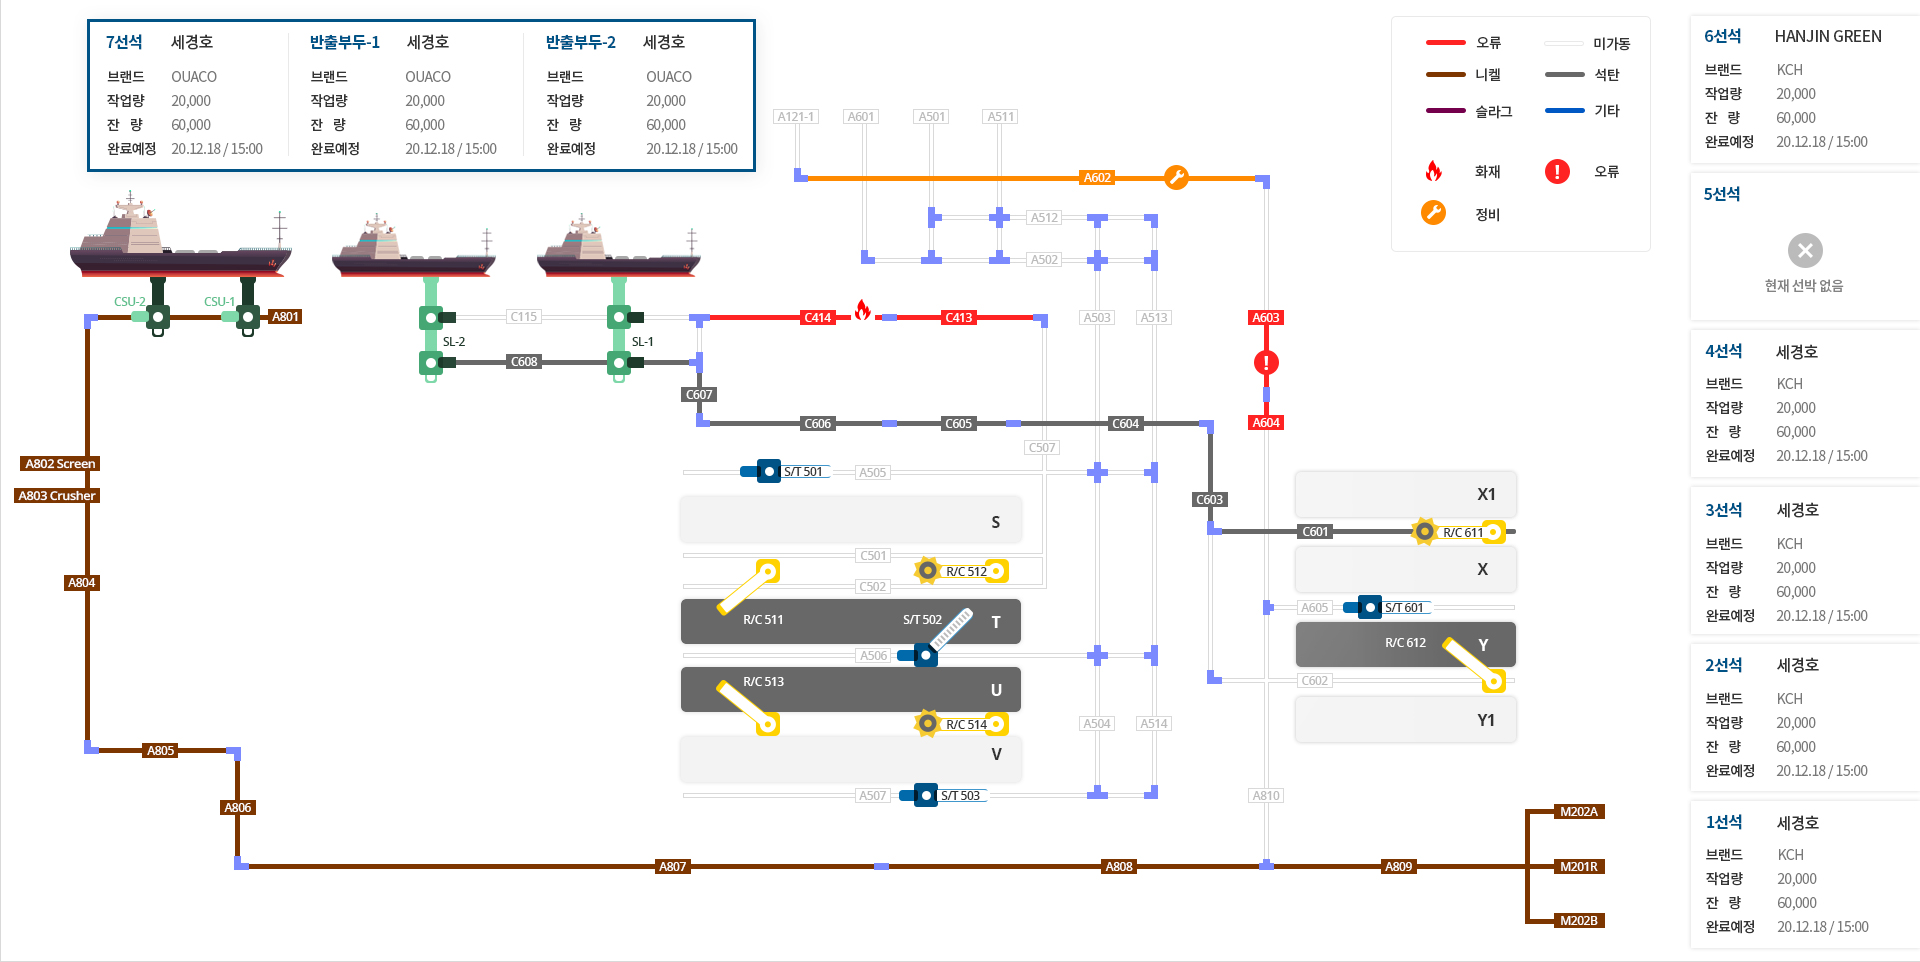 7선석 세경호
브랜드 OUACO
작업량 20,000
잔 량 60,000
완료예정 20.12.18 / 15:00
반출부두-1 세경호
브랜드 OUACO
작업량 20,000
잔 량 60,000
완료예정 20.12.18 / 15:00
반출부두-2 세경호
브랜드 OUACO
작업량 20,000
잔 량 60,000
완료예정 20.12.18 / 15:00
오류 미가동
니켈 석탄
슬라그 기타
화재 오류
정비
A121-1 A601 A501 A511
A602
A512
A502
CSU-2 CSU-1 A801
C115 C414 C413 A503 A513 A603
SL-2 SL-1
C608
C607
C606 C605 C604 A604
C507
A802 Screen
S/T 501 A505
A803 Crusher
C603
S
X1
C601 R/C 611
C501
R/C 512
X
A804
C502
R/C 511 S/T 502 T
A605 S/T 601
A506
R/C 612 Y
R/C 513 U
C602
R/C 514
A504 A514
Y1
A805
V
A507 S/T 503
A810
A806
A807 A808 A809
M202A
M201R
M202B
6선석 HANJIN GREEN
브랜드 KCH
작업량 20,000
잔 량 60,000
완료예정 20.12.18 / 15:00
5선석
현재 선박 없음
4선석 세경호
브랜드 KCH
작업량 20,000
잔 량 60,000
완료예정 20.12.18 / 15:00
3선석 세경호
브랜드 KCH
작업량 20,000
잔 량 60,000
완료예정 20.12.18 / 15:00
2선석 세경호
브랜드 KCH
작업량 20,000
잔 량 60,000
완료예정 20.12.18 / 15:00
1선석 세경호
브랜드 KCH
작업량 20,000
잔 량 60,000
완료예정 20.12.18 / 15:00